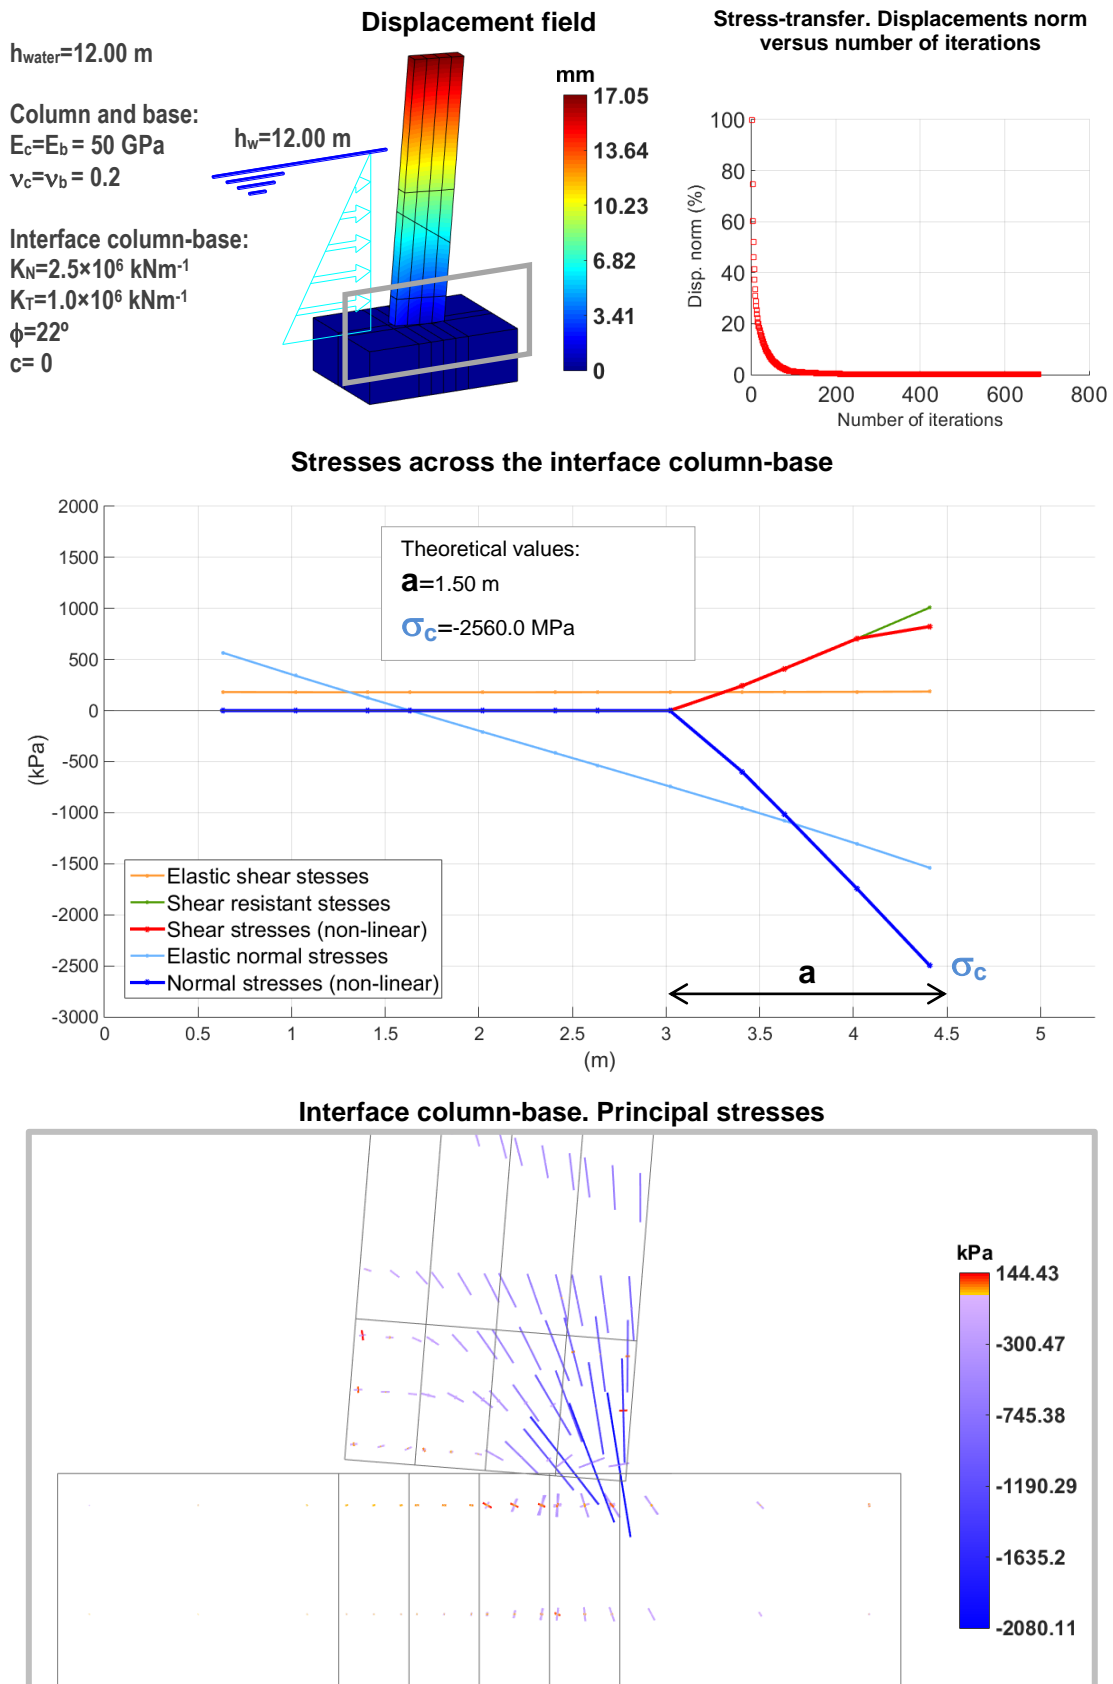 Displacement field
Stress-transfer. Displacements norm
versus number of iterations
hwater=12.00 m
Column and base:
Ec=Eb = 50 GPa
νc=νb = 0.2
Interface column-base:
KN=2.5×10⁶ kNm⁻¹
KT=1.0×10⁶ kNm⁻¹
ϕ=22º
c= 0
hw=12.00 m
mm
17.05
13.64
10.23
6.82
3.41
0
Disp. norm (%)
100
80
60
40
20
0
0 200 400 600 800
Number of iterations
Stresses across the interface column-base
(kPa)
2000
1500
1000
500
0
-500
-1000
-1500
-2000
-2500
-3000
Theoretical values:
a=1.50 m
σc=-2560.0 MPa
Elastic shear stesses
Shear resistant stesses
Shear stresses (non-linear)
Elastic normal stresses
Normal stresses (non-linear)
a
σc
0 0.5 1 1.5 2 2.5 3 3.5 4 4.5 5
(m)
Interface column-base. Principal stresses
kPa
144.43
-300.47
-745.38
-1190.29
-1635.2
-2080.11